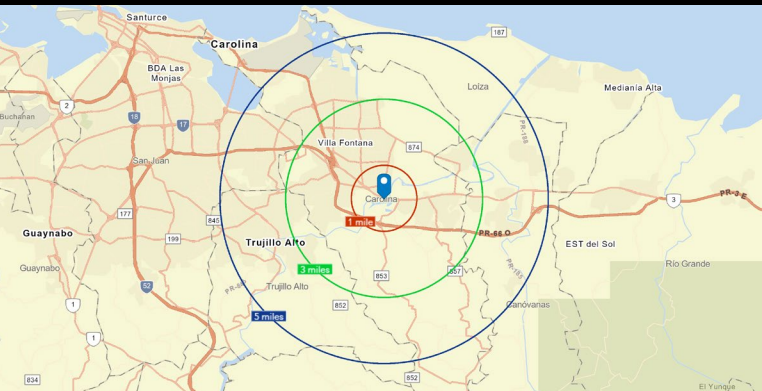 Santurce
187
Carolina
BDA Las
Monjas
Loiza
Medianía Alta
2
Buchanan
18
17
PR-188
Villa Fontana
874
San Juan
Carolina
PR-3 E
3
177
845
1 mile
Guaynabo
199
Trujillo Alto
PR-66 O
EST del Sol
Guaynabo
3 miles
853
857
PR-185
Río Grande
52
Trujillo Alto
1
852
Canóvanas
5 miles
1
834
852
El Yunque